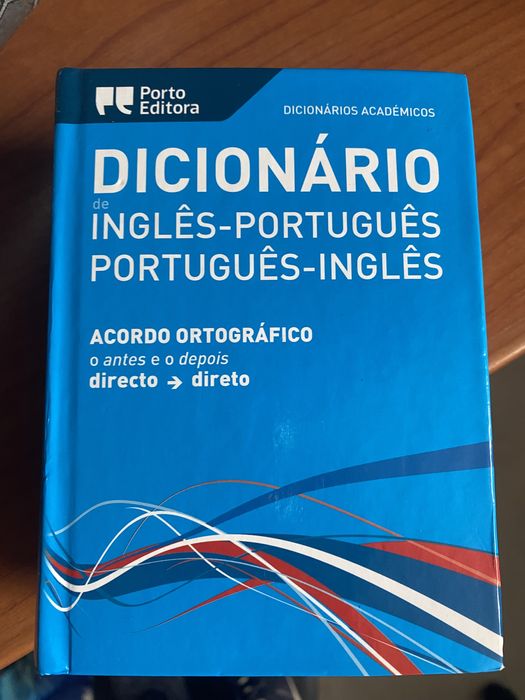 Porto
Editora
DICIONÁRIOS ACADÉMICOS
DICIONÁRIO
de
INGLÊS-PORTUGUÊS
PORTUGUÊS-INGLÊS
ACORDO ORTOGRÁFICO
o antes e o depois
directo → direto